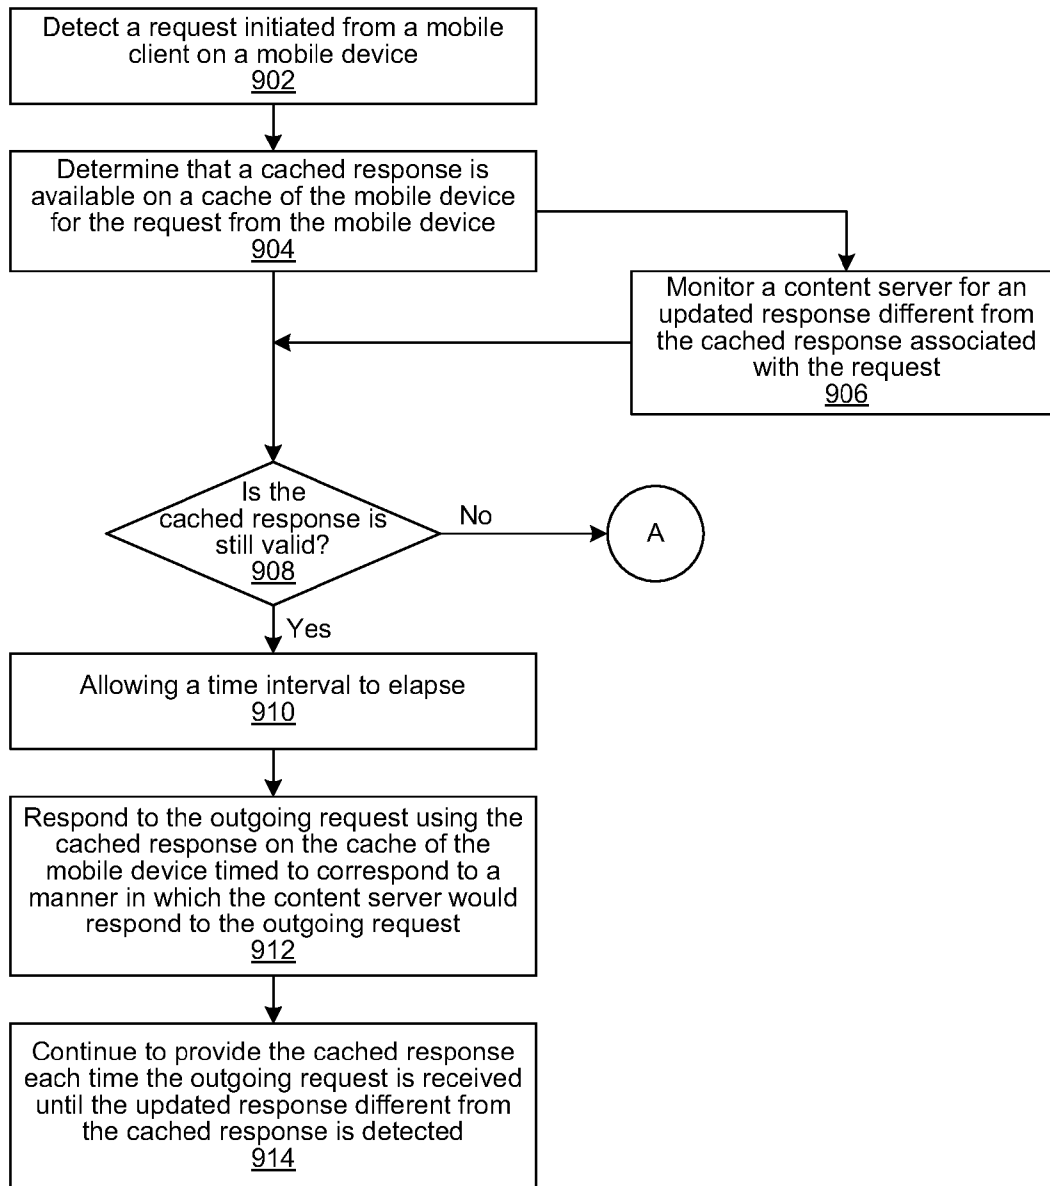 Detect a request initiated from a mobile
client on a mobile device
902
Determine that a cached response is
available on a cache of the mobile device
for the request from the mobile device
904
Monitor a content server for an
updated response different from
the cached response associated
with the request
906
Is the
cached response is
still valid?
908
No
A
Yes
Allowing a time interval to elapse
910
Respond to the outgoing request using the
cached response on the cache of the
mobile device timed to correspond to a
manner in which the content server would
respond to the outgoing request
912
Continue to provide the cached response
each time the outgoing request is received
until the updated response different from
the cached response is detected
914